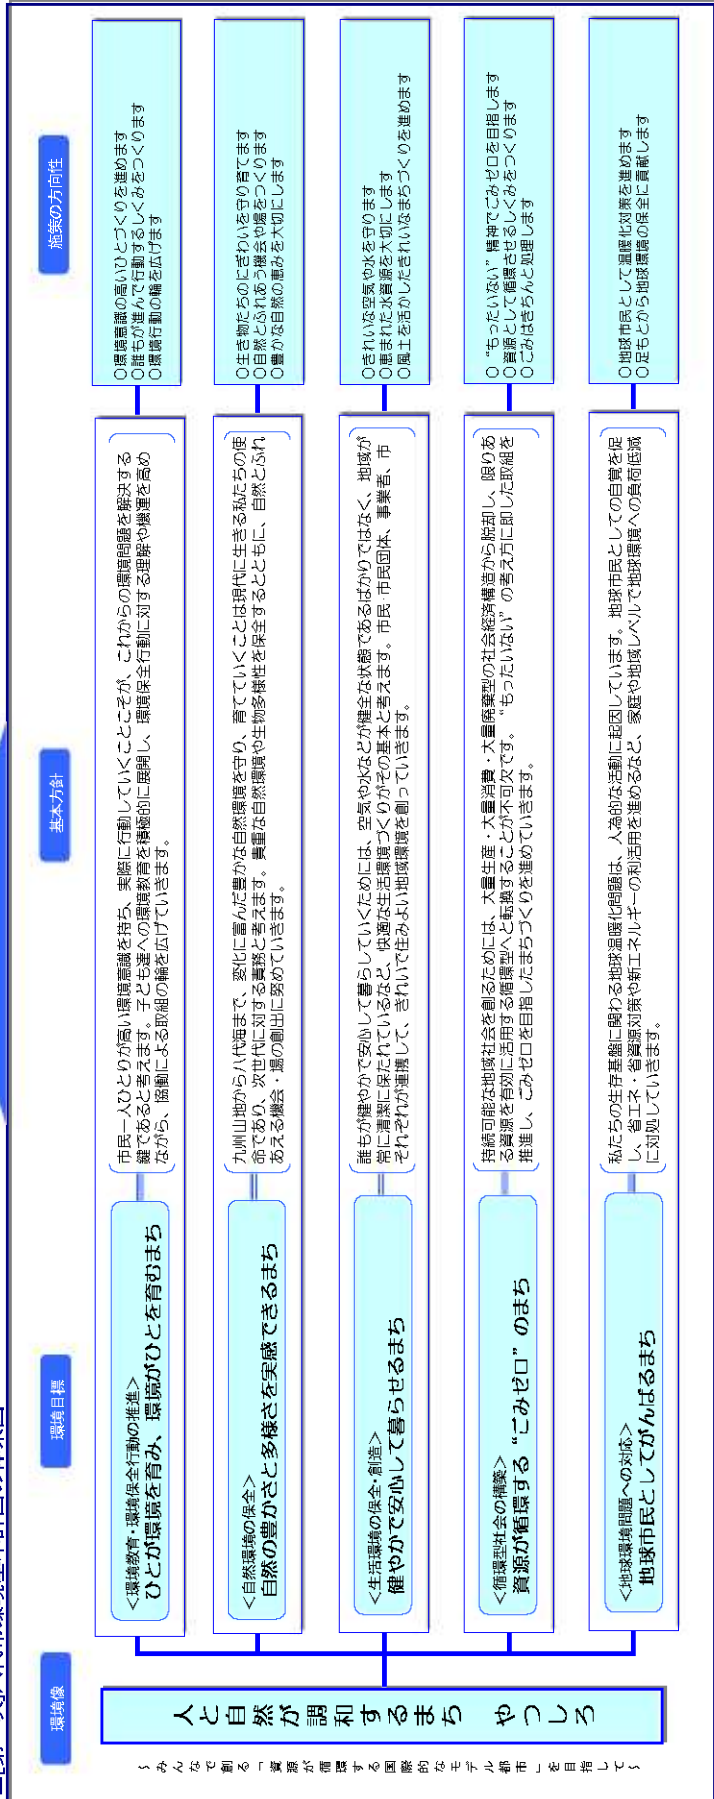 環境像
環境目標
基本方針
施策の方向性
～みんなで創る「資源が循環する国際的なモデル都市」を目指して～
人と自然が調和するまち　やつしろ
＜環境教育・環境保全行動の推進＞
ひとが環境を育み、環境がひとを育むまち
市民一人ひとりが高い環境意識を持ち、実際に行動していくことこそが、これからの環境問題を解決する
鍵であると考えます。子ども達への環境教育を積極的に展開し、環境保全行動に対する理解や機運を高め
ながら、協働による取組の輪を広げていきます。
○環境意識の高いひとづくりを進めます
○誰もが進んで行動するしくみをつくります
○環境行動の輪を広げます
＜自然環境の保全＞
自然の豊かさと多様さを実感できるまち
九州山地から八代海まで、変化に富んだ豊かな自然環境を守り、育てていくことは現代に生きる私たちの使
命であり、次世代に対する責務と考えます。貴重な自然環境や生物多様性を保全するとともに、自然とふれ
あえる機会・場の創出に努めていきます。
○生き物たちのにぎわいを守り育てます
○自然とふれあう機会や場をつくります
○豊かな自然の恵みを大切にします
＜生活環境の保全・創造＞
健やかで安心して暮らせるまち
誰もが健やかで安心して暮らしていくためには、空気や水などが健全な状態であるばかりではなく、地域が
常に清潔に保たれているなど、快適な生活環境づくりがその基本と考えます。市民・市民団体、事業者、市
それぞれが連携して、きれいで住みよい地域環境を創っていきます。
○きれいな空気や水を守ります
○恵まれた水資源を大切にします
○風土を活かしたきれいなまちづくりを進めます
＜循環型社会の構築＞
資源が循環する“ごみゼロ”のまち
持続可能な地域社会を創るためには、大量生産・大量消費・大量廃棄型の社会経済構造から脱却し、限りあ
る資源を有効に活用する循環型へと転換することが不可欠です。“もったいない”の考え方に即した取組を
推進し、ごみゼロを目指したまちづくりを進めていきます。
○“もったいない”精神でごみゼロを目指します
○資源として循環させるしくみをつくります
○ごみはきちんと処理します
＜地球環境問題への対応＞
地球市民としてがんばるまち
私たちの生存基盤に関わる地球温暖化問題は、人為的な活動に起因しています。地球市民としての自覚を促
し、省エネ・省資源対策や新エネルギーの利活用を進めるなど、家庭や地域レベルで地球環境への負荷低減
に対処していきます。
○地球市民として温暖化対策を進めます
○足もとから地球環境の保全に貢献します